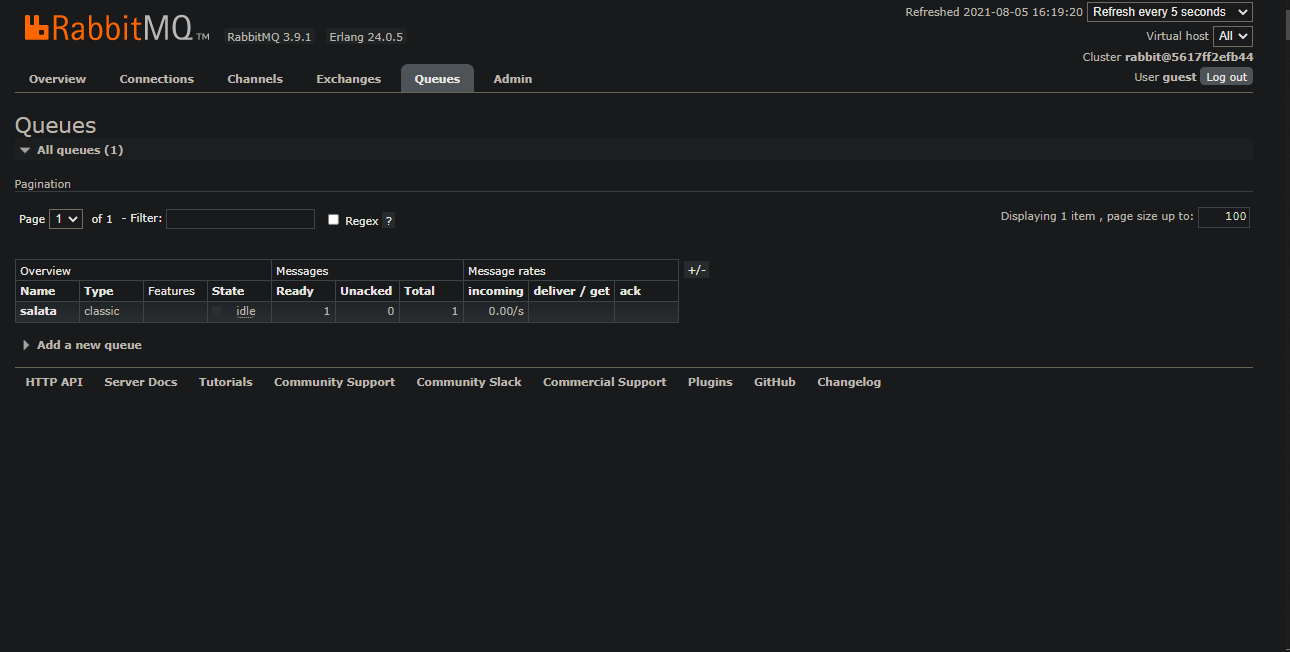 RabbitMQ TM RabbitMQ 3.9.1 Erlang 24.0.5
Refreshed 2021-08-05 16:19:20 Refresh every 5 seconds
Virtual host All
Cluster rabbit@5617ff2efb44
User guest Log out
Overview Connections Channels Exchanges Queues Admin
Queues
All queues (1)
Pagination
Page 1 of 1 - Filter: Regex ? Displaying 1 item , page size up to: 100
Overview Messages Message rates +/-
Name Type Features State Ready Unacked Total incoming deliver / get ack
salata classic idle 1 0 1 0.00/s
Add a new queue
HTTP API Server Docs Tutorials Community Support Community Slack Commercial Support Plugins GitHub Changelog